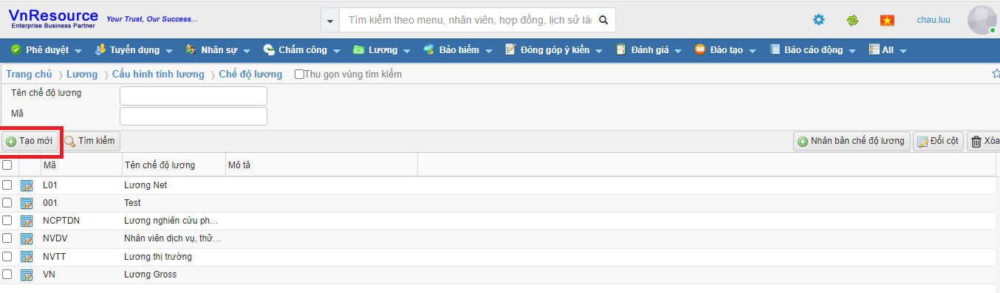 VnResource
Enterprise Business Partner
Your Trust, Our Success...
Tìm kiếm theo menu, nhân viên, hợp đồng, lịch sử làn
chau.luu
Phê duyệt Tuyển dụng Nhân sự Chấm công Lương Bảo hiểm Đóng góp ý kiến Đánh giá Đào tạo Báo cáo động All
Trang chủ Lương Cấu hình tính lương Chế độ lương Thu gọn vùng tìm kiếm
Tên chế độ lương
Mã
Tạo mới Tìm kiếm Nhân bản chế độ lương Đổi cột Xóa
Mã Tên chế độ lương Mô tả
L01 Lương Net
001 Test
NCPTDN Lương nghiên cứu ph...
NVDV Nhân viên dịch vụ, thử...
NVTT Lương thị trường
VN Lương Gross